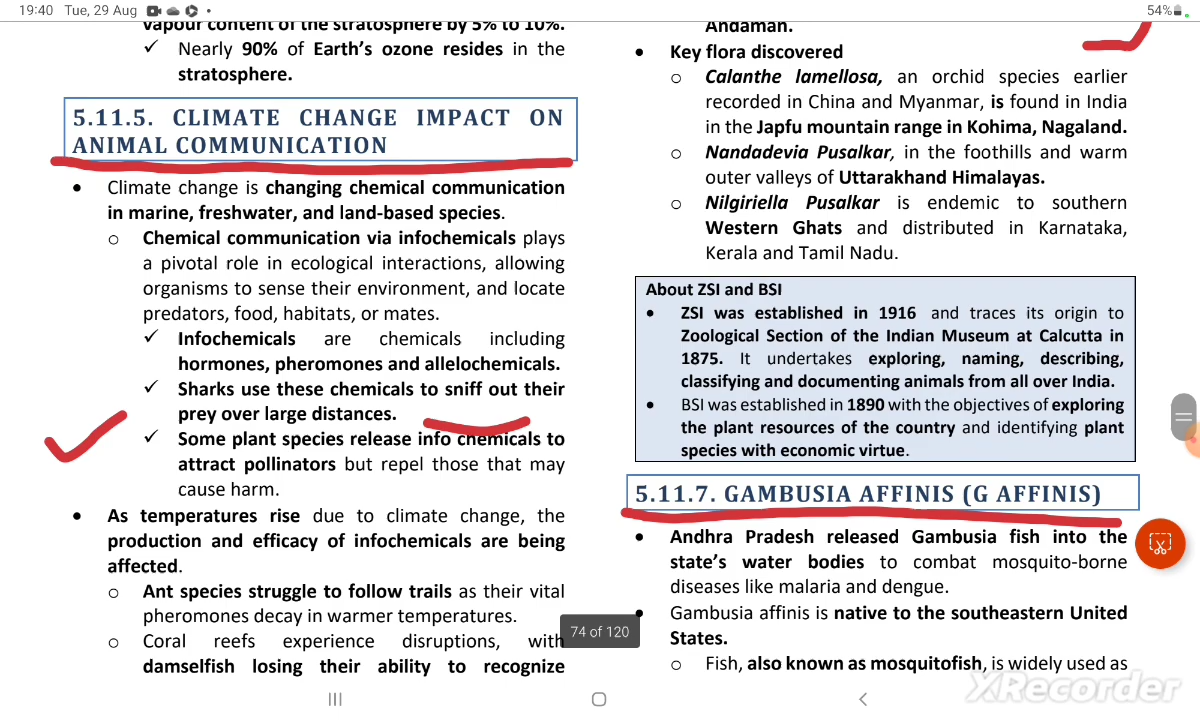 19:40 Tue, 29 Aug
54%
vapour content of the stratosphere by 5% to 10%.
✓ Nearly 90% of Earth's ozone resides in the
stratosphere.
5.11.5. CLIMATE CHANGE IMPACT ON
ANIMAL COMMUNICATION
• Climate change is changing chemical communication
in marine, freshwater, and land-based species.
o Chemical communication via infochemicals plays
a pivotal role in ecological interactions, allowing
organisms to sense their environment, and locate
predators, food, habitats, or mates.
✓ Infochemicals are chemicals including
hormones, pheromones and allelochemicals.
✓ Sharks use these chemicals to sniff out their
prey over large distances.
✓ Some plant species release info chemicals to
attract pollinators but repel those that may
cause harm.
• As temperatures rise due to climate change, the
production and efficacy of infochemicals are being
affected.
o Ant species struggle to follow trails as their vital
pheromones decay in warmer temperatures.
o Coral reefs experience disruptions, with
damselfish losing their ability to recognize
Andaman.
• Key flora discovered
o Calanthe lamellosa, an orchid species earlier
recorded in China and Myanmar, is found in India
in the Japfu mountain range in Kohima, Nagaland.
o Nandadevia Pusalkar, in the foothills and warm
outer valleys of Uttarakhand Himalayas.
o Nilgiriella Pusalkar is endemic to southern
Western Ghats and distributed in Karnataka,
Kerala and Tamil Nadu.
About ZSI and BSI
• ZSI was established in 1916 and traces its origin to
Zoological Section of the Indian Museum at Calcutta in
1875. It undertakes exploring, naming, describing,
classifying and documenting animals from all over India.
• BSI was established in 1890 with the objectives of exploring
the plant resources of the country and identifying plant
species with economic virtue.
5.11.7. GAMBUSIA AFFINIS (G AFFINIS)
• Andhra Pradesh released Gambusia fish into the
state's water bodies to combat mosquito-borne
diseases like malaria and dengue.
• Gambusia affinis is native to the southeastern United
States.
o Fish, also known as mosquitofish, is widely used as
74 of 120
XRecorder